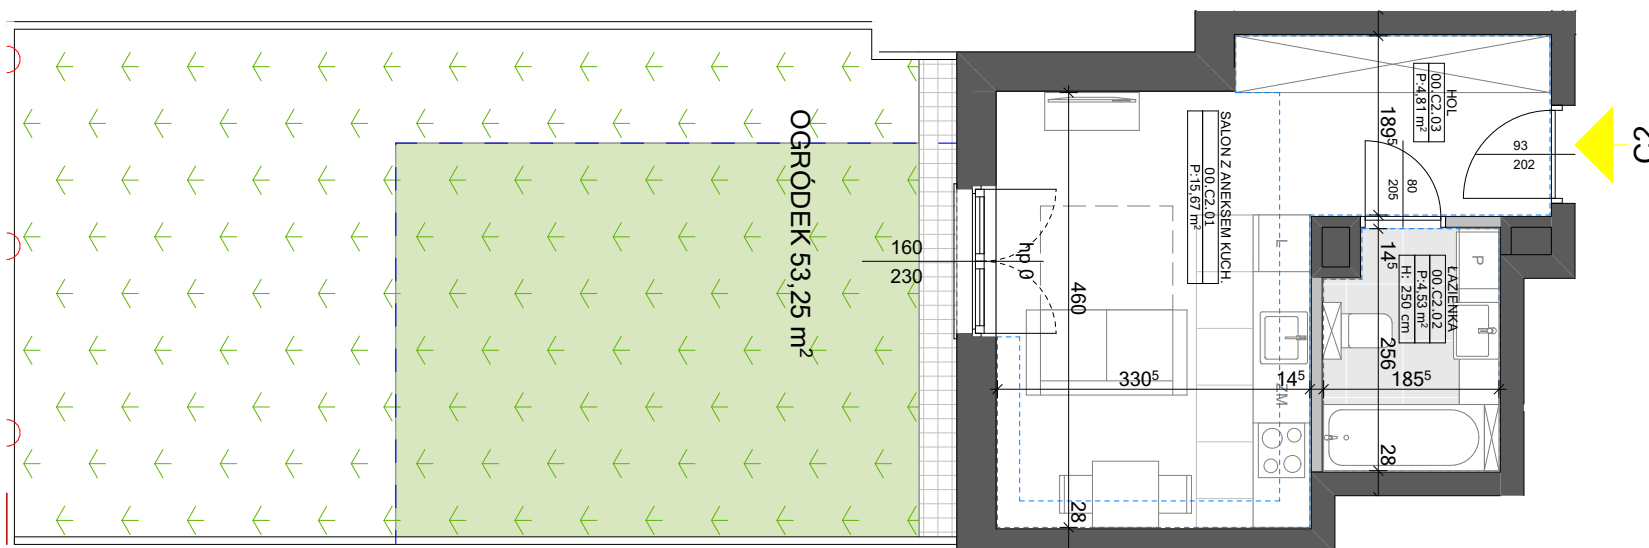 OGRÓDEK 53,25 m²
160
230
hp 0
460
28
330⁵
14⁵
185⁵
SALON Z ANEKSEM KUCH.
00.C2.01
P:15,67 m²
HOL
00.C2.03
P:4,81 m²
189⁵
93
202
80
205
14⁵
ŁAZIENKA
00.C2.02
P:4,53 m²
H: 250 cm
256
28
L
ZM
P